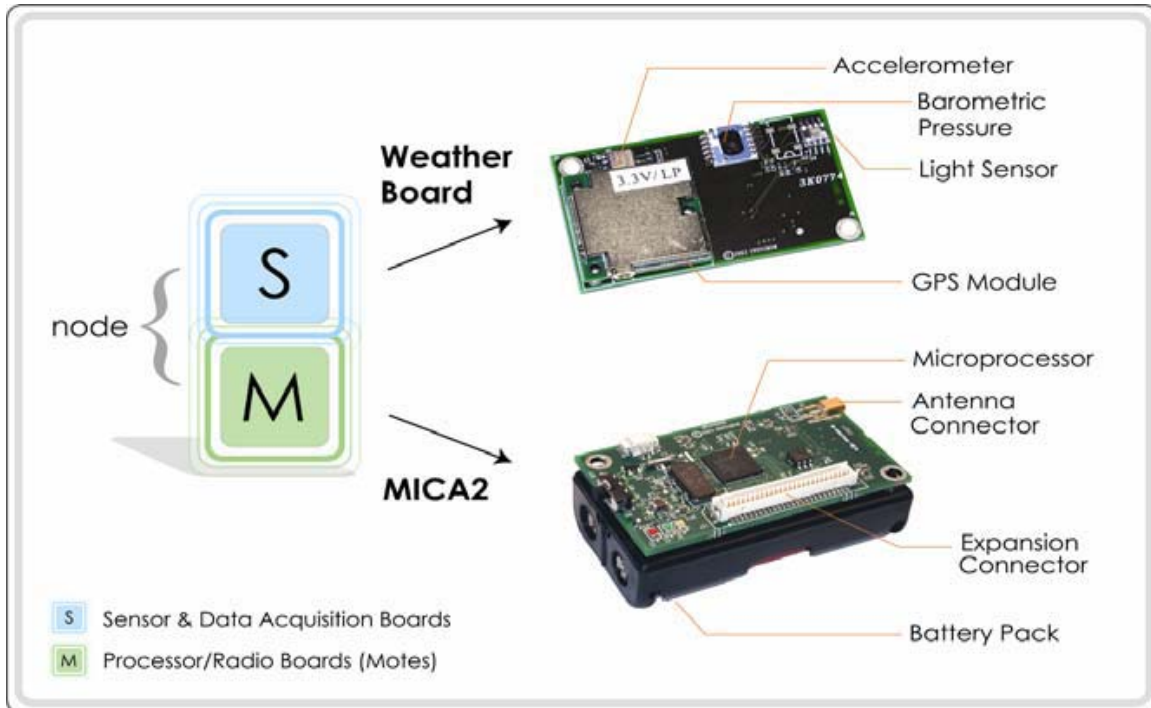 Accelerometer
Barometric
Pressure
Light Sensor
Weather
Board
3.3V/ LP
3K0774
S
GPS Module
node
Microprocessor
M
Antenna
Connector
MICA2
Expansion
Connector
S Sensor & Data Acquisition Boards
Battery Pack
M Processor/Radio Boards (Motes)